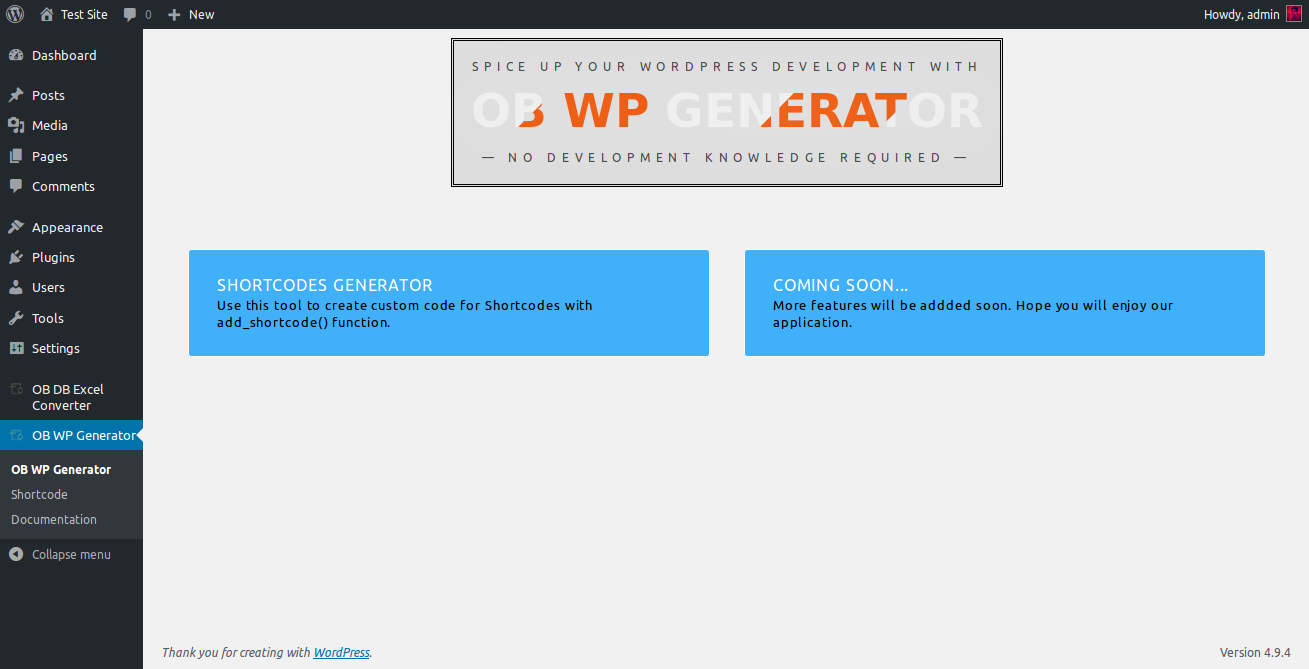 Test Site 0 New Howdy, admin
Dashboard
Posts
Media
Pages
Comments
Appearance
Plugins
Users
Tools
Settings
OB DB Excel
Converter
OB WP Generator
OB WP Generator
Shortcode
Documentation
Collapse menu
SPICE UP YOUR WORDPRESS DEVELOPMENT WITH
OB WP GENERATOR
— NO DEVELOPMENT KNOWLEDGE REQUIRED —
SHORTCODES GENERATOR
Use this tool to create custom code for Shortcodes with
add_shortcode() function.
COMING SOON...
More features will be addded soon. Hope you will enjoy our
application.
Thank you for creating with WordPress. Version 4.9.4